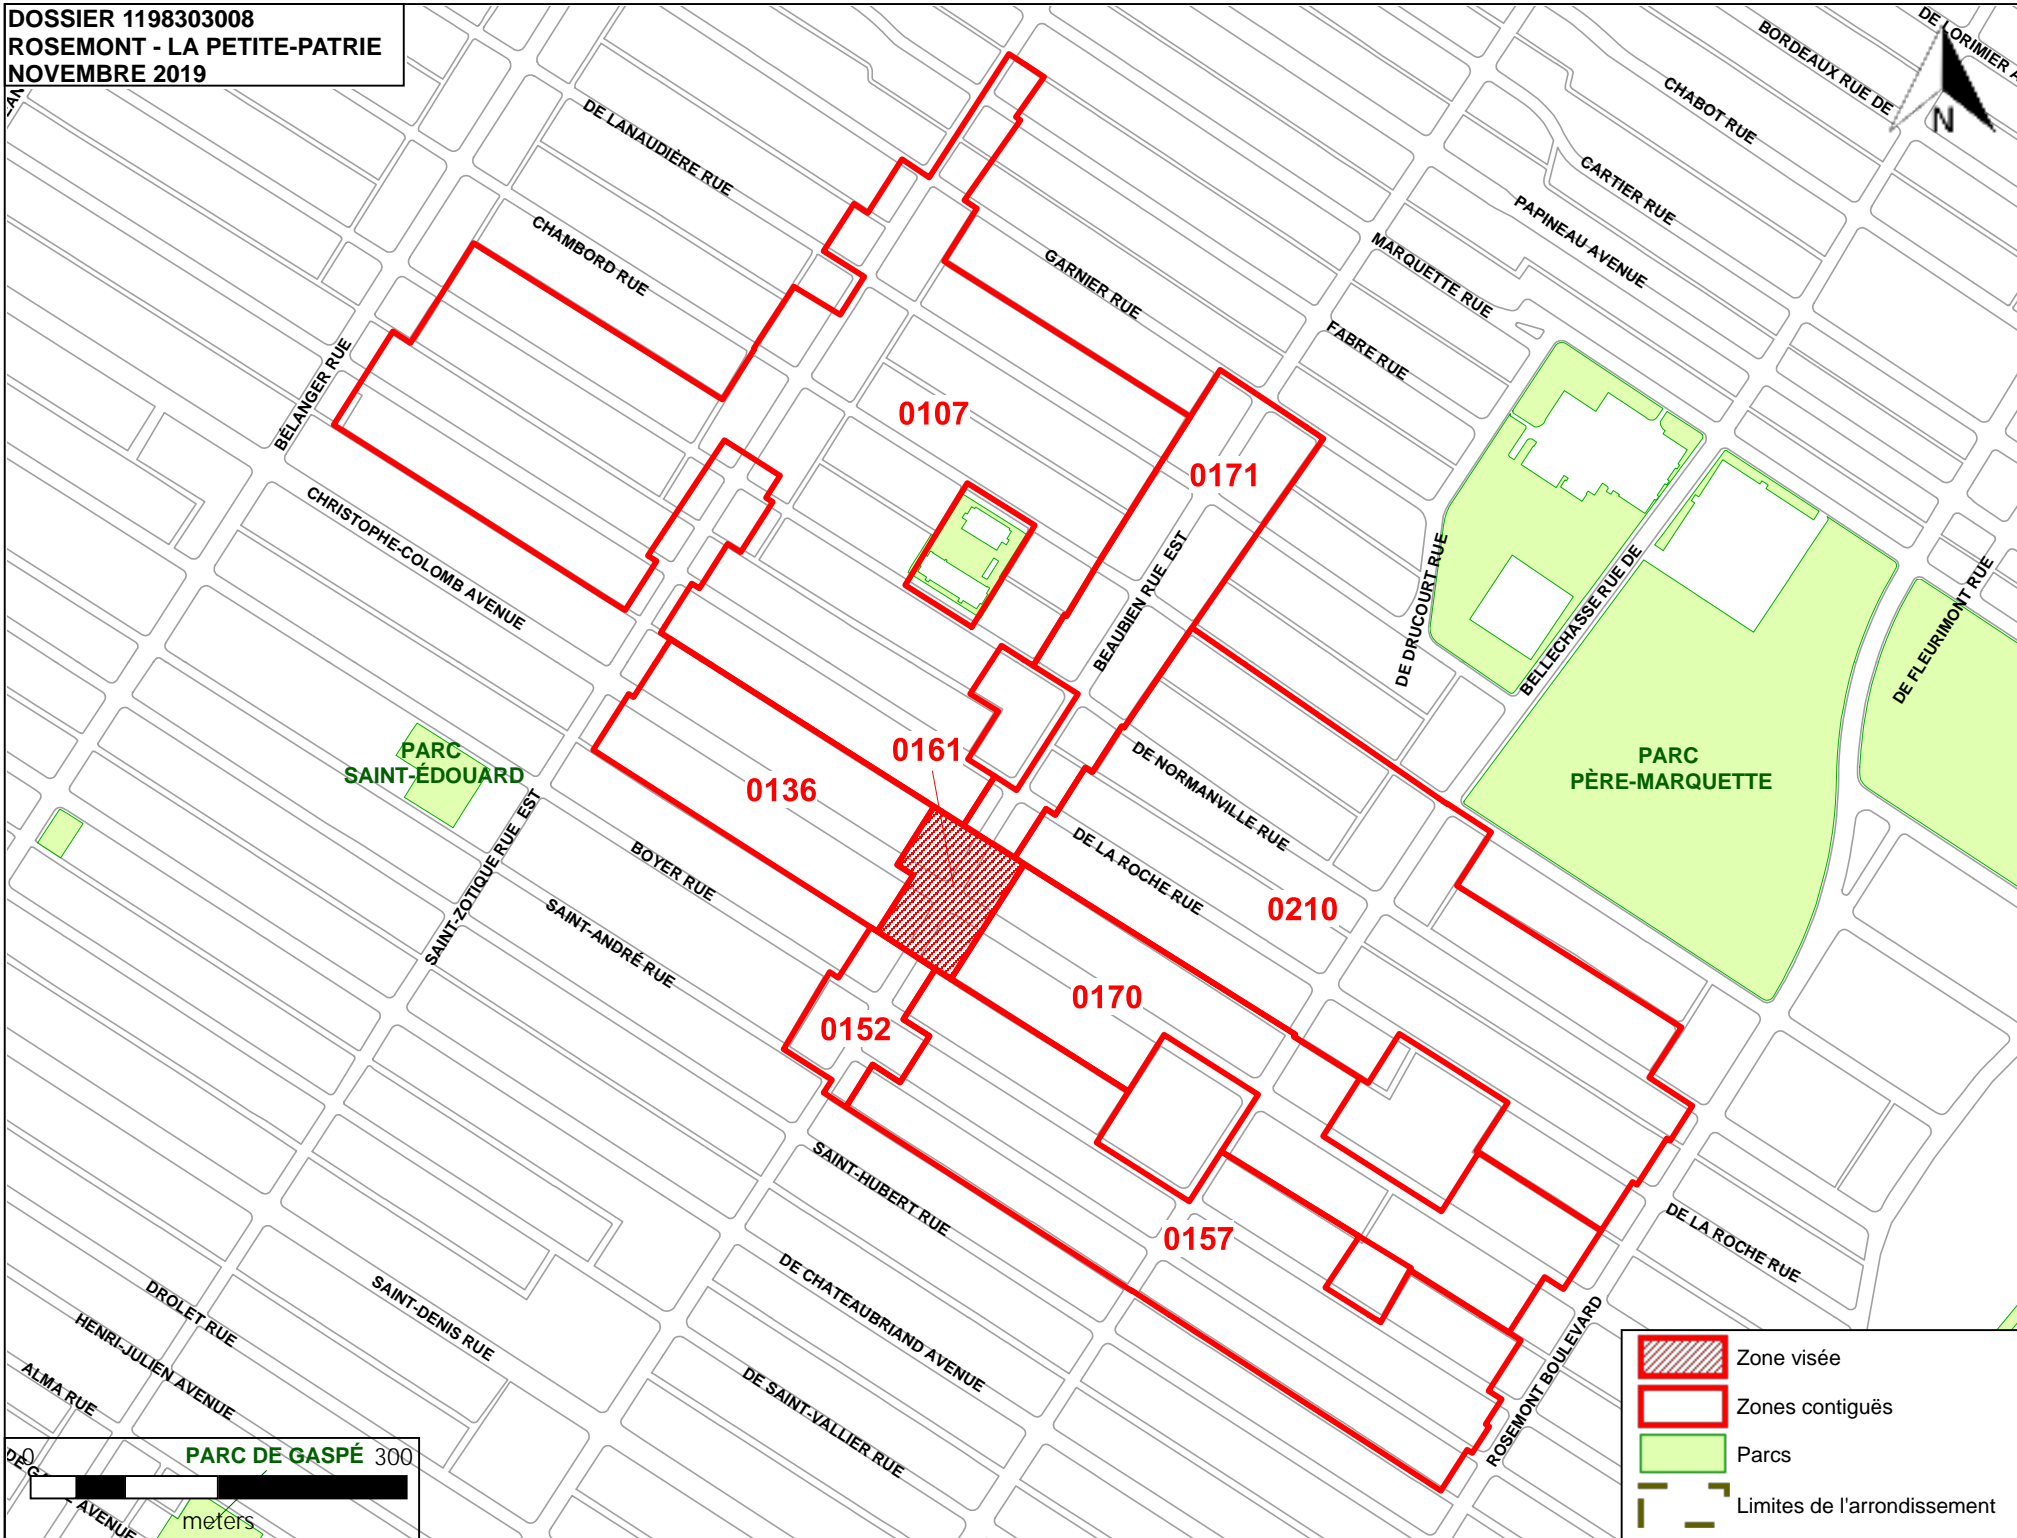 DOSSIER 1198303008
ROSEMONT - LA PETITE-PATRIE
NOVEMBRE 2019
DE LORIMIER A
BORDEAUX RUE DE
CHABOT RUE
N
CARTIER RUE
PAPINEAU AVENUE
MARQUETTE RUE
FABRE RUE
GARNIER RUE
DE LANAUDIÈRE RUE
CHAMBORD RUE
BÉLANGER RUE
CHRISTOPHE-COLOMB AVENUE
0107
0171
BEAUBIEN RUE EST
DE DRUCOURT RUE
BELLECHASSE RUE DE
DE FLEURIMONT RUE
PARC
SAINT-ÉDOUARD
PARC
PÈRE-MARQUETTE
0161
0136
DE NORMANVILLE RUE
DE LA ROCHE RUE
0210
SAINT-ZOTIQUE RUE EST
BOYER RUE
SAINT-ANDRÉ RUE
0170
0152
SAINT-HUBERT RUE
0157
DE LA ROCHE RUE
DE CHATEAUBRIAND AVENUE
DE SAINT-VALLIER RUE
ROSEMONT BOULEVARD
DROLET RUE
SAINT-DENIS RUE
HENRI-JULIEN AVENUE
ALMA RUE
AVENUE
PARC DE GASPÉ
0
300
meters
Zone visée
Zones contiguës
Parcs
Limites de l'arrondissement